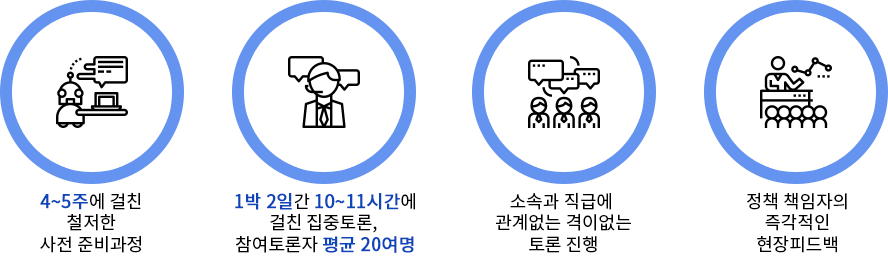 4~5주에 걸친
철저한
사전 준비과정
1박 2일간 10~11시간에
걸친 집중토론,
참여토론자 평균 20여명
소속과 직급에
관계없는 격이없는
토론 진행
정책 책임자의
즉각적인
현장피드백